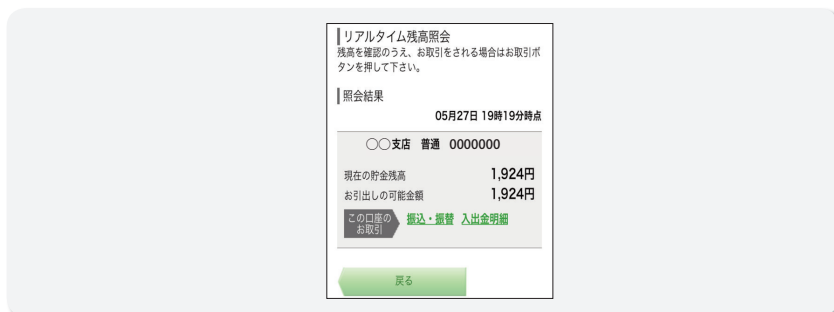 リアルタイム残高照会
残高を確認のうえ、お取引をされる場合はお取引ボ
タンを押して下さい。
照会結果
05月27日 19時19分時点
○○支店 普通 0000000
現在の貯金残高 1,924円
お引出しの可能金額 1,924円
この口座の
お取引
振込・振替 入出金明細
戻る